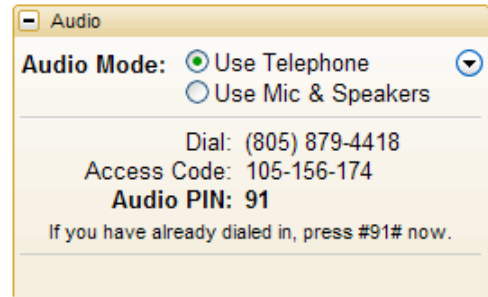 Audio
Audio Mode: Use Telephone
Use Mic & Speakers
Dial: (805) 879-4418
Access Code: 105-156-174
Audio PIN: 91
If you have already dialed in, press #91# now.